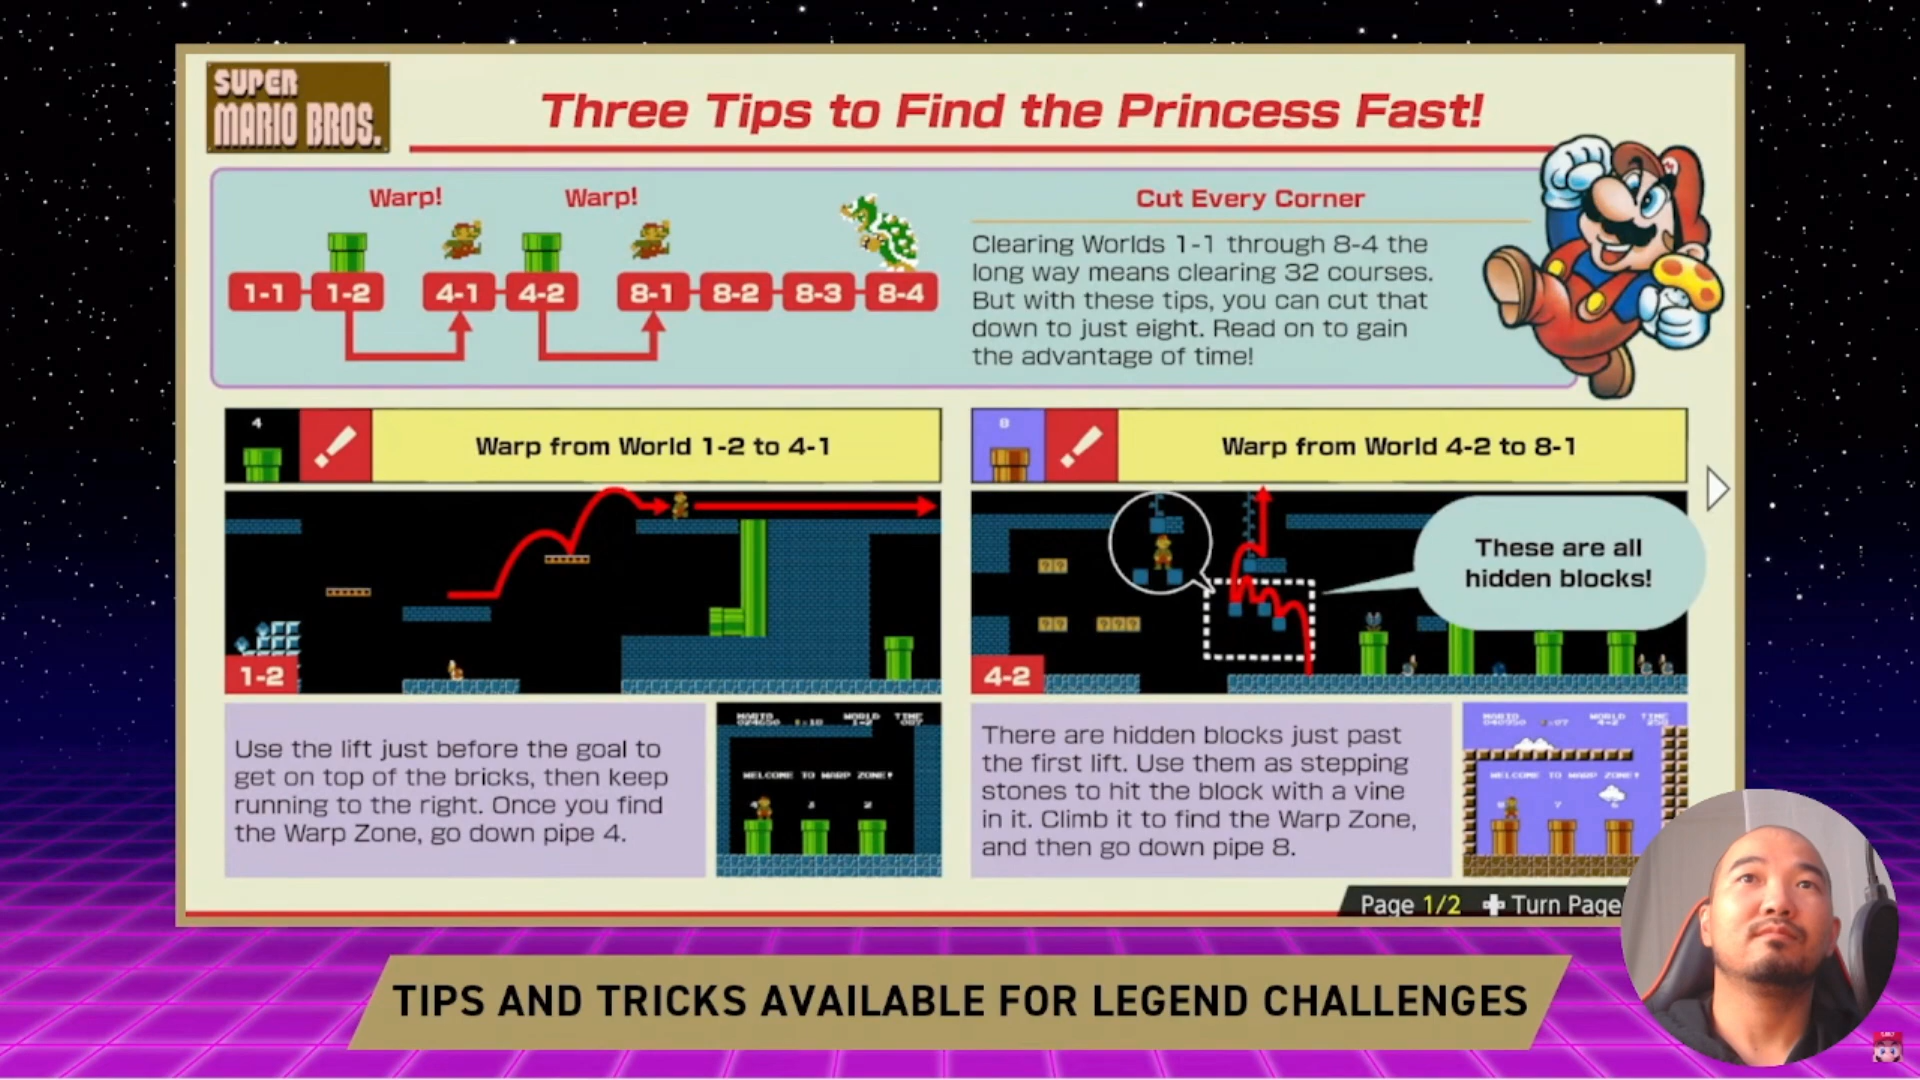 SUPER
MARIO BROS.
Three Tips to Find the Princess Fast!
Warp!
Warp!
1-1
1-2
4-1
4-2
8-1
8-2
8-3
8-4
Cut Every Corner
Clearing Worlds 1-1 through 8-4 the
long way means clearing 32 courses.
But with these tips, you can cut that
down to just eight. Read on to gain
the advantage of time!
4
Warp from World 1-2 to 4-1
1-2
Use the lift just before the goal to
get on top of the bricks, then keep
running to the right. Once you find
the Warp Zone, go down pipe 4.
MARIO WORLD TIME
WELCOME TO WARP ZONE!
4 3 2
8
Warp from World 4-2 to 8-1
These are all
hidden blocks!
4-2
There are hidden blocks just past
the first lift. Use them as stepping
stones to hit the block with a vine
in it. Climb it to find the Warp Zone,
and then go down pipe 8.
MARIO WORLD TIME
WELCOME TO WARP ZONE!
Page 1/2 Turn Page
TIPS AND TRICKS AVAILABLE FOR LEGEND CHALLENGES